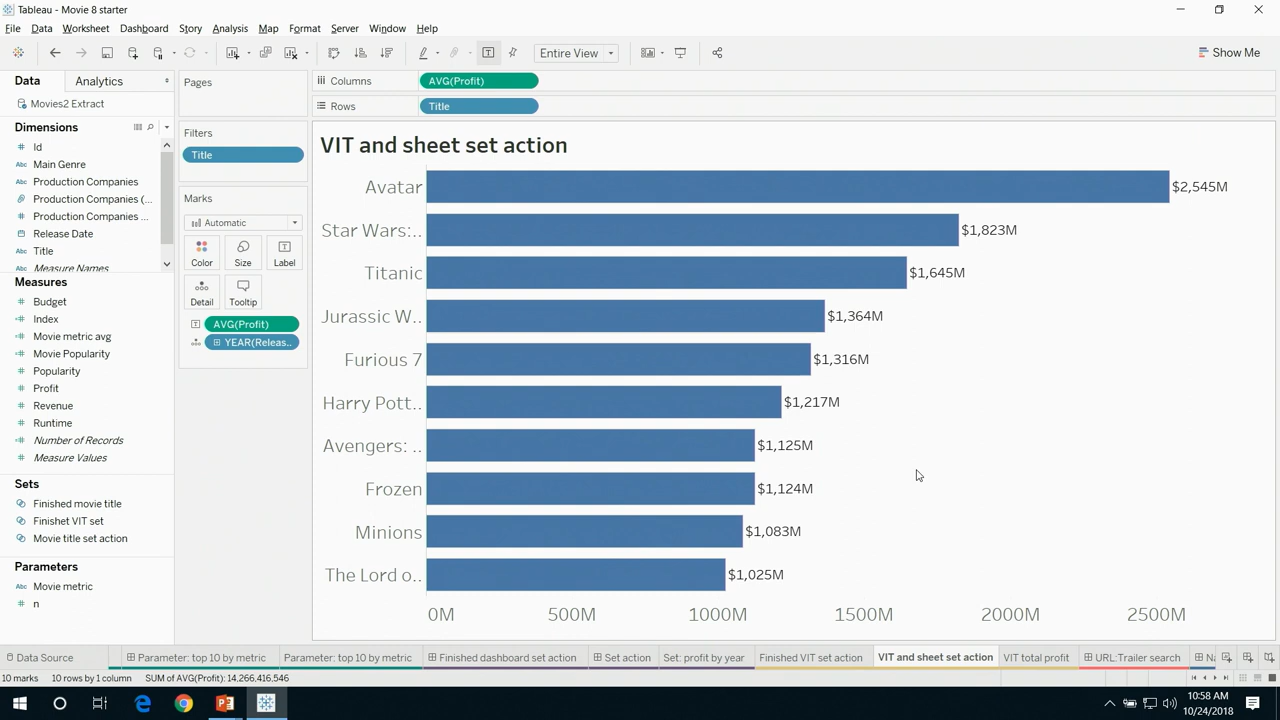 Tableau - Movie 8 starter
File Data Worksheet Dashboard Story Analysis Map Format Server Window Help
Entire View
Show Me
Data Analytics
Movies2 Extract
Dimensions
Id
Abc Main Genre
Abc Production Companies
Production Companies (...
Production Companies ...
Release Date
Abc Title
Abc Measure Names
Measures
Budget
Index
Movie metric avg
Movie Popularity
Popularity
Profit
Revenue
Runtime
Number of Records
Measure Values
Sets
Finished movie title
Finishet VIT set
Movie title set action
Parameters
Abc Movie metric
n
Pages
Filters
Title
Marks
Automatic
Color Size Label
Detail Tooltip
AVG(Profit)
YEAR(Releas..
Columns AVG(Profit)
Rows Title
VIT and sheet set action
Avatar $2,545M
Star Wars:.. $1,823M
Titanic $1,645M
Jurassic W.. $1,364M
Furious 7 $1,316M
Harry Pott.. $1,217M
Avengers: .. $1,125M
Frozen $1,124M
Minions $1,083M
The Lord o.. $1,025M
0M 500M 1000M 1500M 2000M 2500M
Data Source Parameter: top 10 by metric Parameter: top 10 by metric Finished dashboard set action Set action Set: profit by year Finished VIT set action VIT and sheet set action VIT total profit URL:Trailer search
10 marks 10 rows by 1 column SUM of AVG(Profit): 14.266.416.546
10:58 AM
10/24/2018